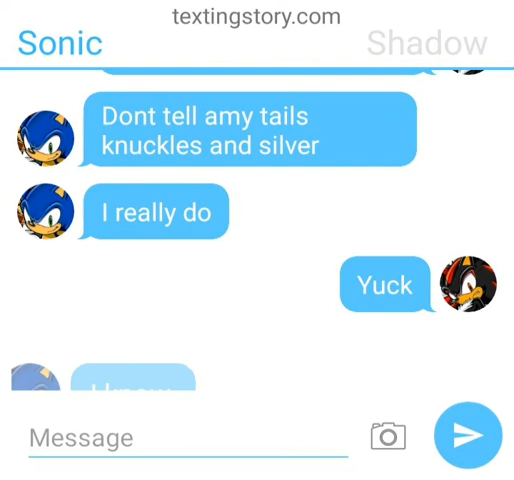 textingstory.com
Sonic
Shadow
Dont tell amy tails
knuckles and silver
I really do
Yuck
Message